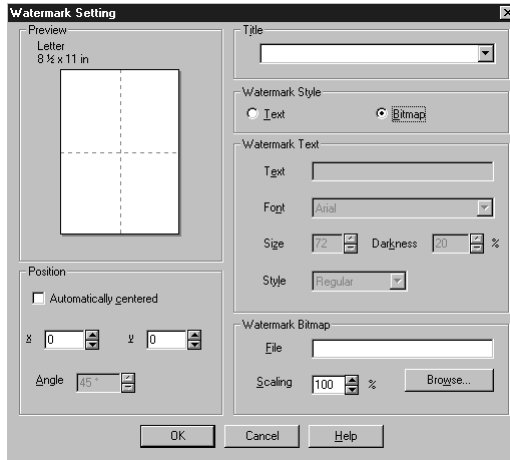 Watermark Setting
Preview
Letter
8 ½ x 11 in
Position
Automatically centered
x 0 y 0
Angle 45 °
Title
Watermark Style
Text Bitmap
Watermark Text
Text
Font Arial
Size 72 Darkness 20 %
Style Regular
Watermark Bitmap
File
Scaling 100 % Browse...
OK Cancel Help